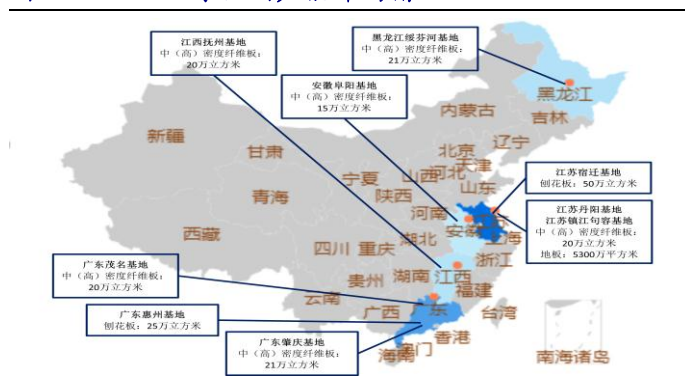 江西抚州基地
中（高）密度纤维板：
20万立方米
黑龙江绥芬河基地
中（高）密度纤维板：
21万立方米
安徽阜阳基地
中（高）密度纤维板：
15万立方米
江苏宿迁基地
刨花板：50万立方米
江苏丹阳基地
江苏镇江句容基地
中（高）密度纤维板：
20万立方米
地板：5300万平方米
广东茂名基地
中（高）密度纤维板：
20万立方米
广东惠州基地
刨花板：25万立方米
广东肇庆基地
中（高）密度纤维板：
21万立方米
黑龙江
吉林
内蒙古
辽宁
新疆
甘肃
北京
天津
河北
山西
宁夏
山东
陕西
青海
河南
西藏
四川
重庆
湖北
安徽
上海
浙江
湖南
江西
贵州
福建
云南
广西
广东
台湾
香港
澳门
海南
南海诸岛